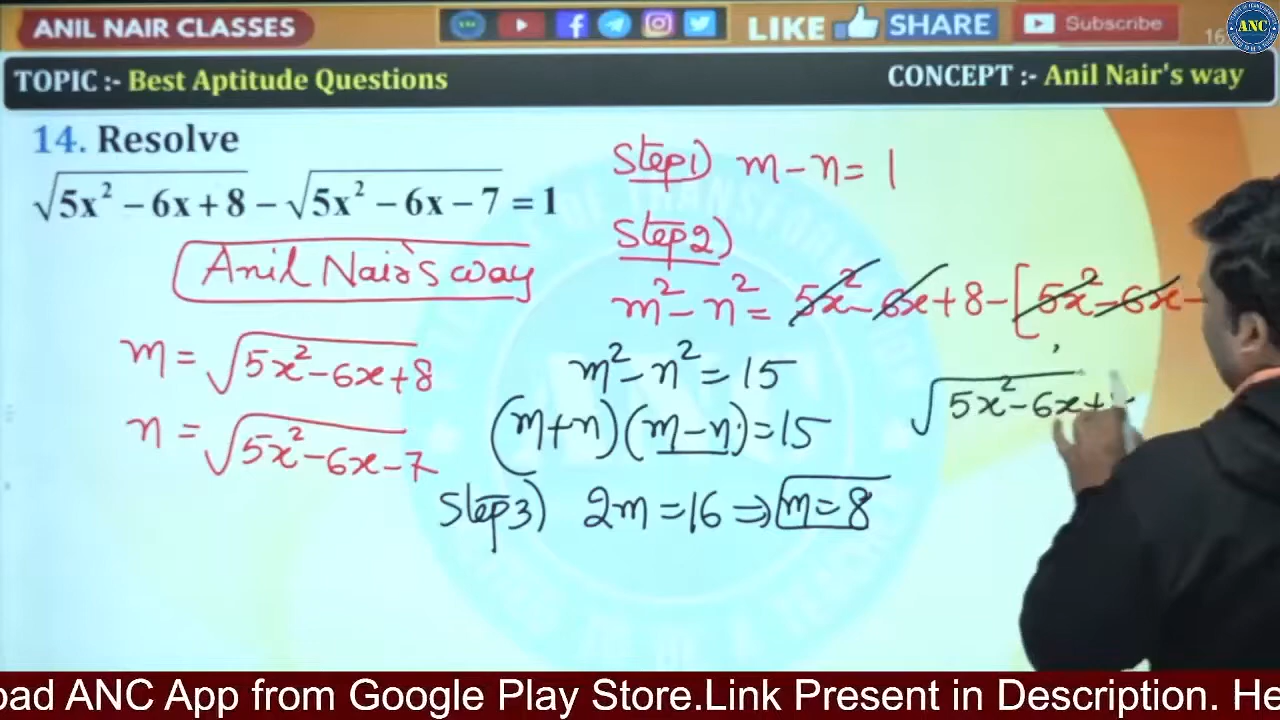 ANIL NAIR CLASSES
LIKE SHARE Subscribe
ANC
TOPIC :- Best Aptitude Questions
CONCEPT :- Anil Nair's way
14. Resolve
√5x² − 6x + 8 − √5x² − 6x − 7 = 1
Anil Nair's way
m = √5x²−6x+8
n = √5x²−6x−7
Step1) m−n= 1
Step2)
m²−n²= 5x²−6x+8−[5x²−6x−
m²−n²=15
(m+n)(m−n)=15
Step3) 2m=16⇒m=8
√5x²−6x+
oad ANC App from Google Play Store.Link Present in Description. He